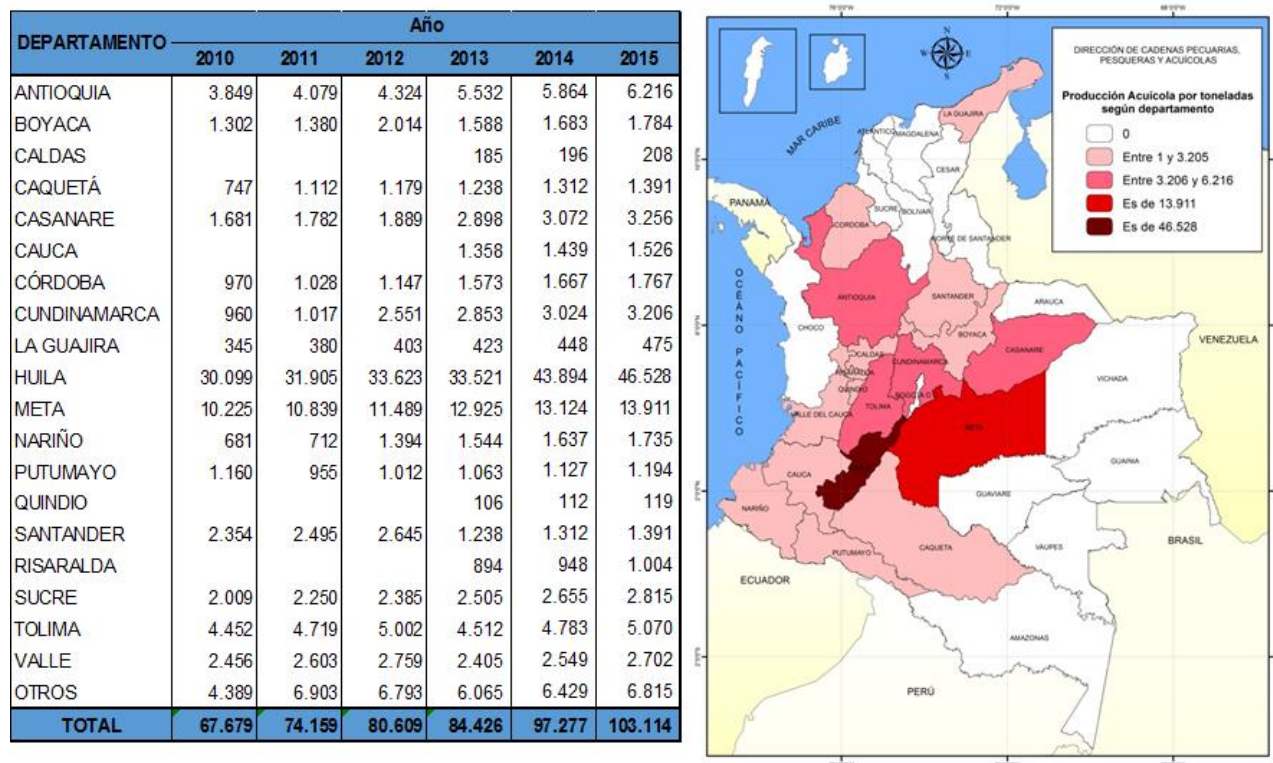 DEPARTAMENTO Año
2010 2011 2012 2013 2014 2015
ANTIOQUIA 3.849 4.079 4.324 5.532 5.864 6.216
BOYACA 1.302 1.380 2.014 1.588 1.683 1.784
CALDAS 185 196 208
CAQUETÁ 747 1.112 1.179 1.238 1.312 1.391
CASANARE 1.681 1.782 1.889 2.898 3.072 3.256
CAUCA 1.358 1.439 1.526
CÓRDOBA 970 1.028 1.147 1.573 1.667 1.767
CUNDINAMARCA 960 1.017 2.551 2.853 3.024 3.206
LA GUAJIRA 345 380 403 423 448 475
HUILA 30.099 31.905 33.623 33.521 43.894 46.528
META 10.225 10.839 11.489 12.925 13.124 13.911
NARIÑO 681 712 1.394 1.544 1.637 1.735
PUTUMAYO 1.160 955 1.012 1.063 1.127 1.194
QUINDIO 106 112 119
SANTANDER 2.354 2.495 2.645 1.238 1.312 1.391
RISARALDA 894 948 1.004
SUCRE 2.009 2.250 2.385 2.505 2.655 2.815
TOLIMA 4.452 4.719 5.002 4.512 4.783 5.070
VALLE 2.456 2.603 2.759 2.405 2.549 2.702
OTROS 4.389 6.903 6.793 6.065 6.429 6.815
TOTAL 67.679 74.159 80.609 84.426 97.277 103.114
N
W E
S
DIRECCIÓN DE CADENAS PECUARIAS,
PESQUERAS Y ACUÍCOLAS
Producción Acuícola por toneladas
según departamento
0
Entre 1 y 3.205
Entre 3.206 y 6.216
Es de 13.911
Es de 46.528
MAR CARIBE
LA GUAJIRA
ATLANTICO
MAGDALENA
CESAR
PANAMÁ
SUCRE
BOLIVAR
CORDOBA
NORTE DE SANTANDER
OCÉANO PACÍFICO
ANTIOQUIA
SANTANDER
ARAUCA
CHOCO
BOYACA
VENEZUELA
CALDAS
CUNDINAMARCA
CASANARE
RISARALDA
QUINDIO
VICHADA
TOLIMA
VALLE DEL CAUCA
META
GUAINIA
CAUCA
GUAVIARE
NARIÑO
VAUPES
BRASIL
PUTUMAYO
CAQUETA
ECUADOR
AMAZONAS
PERÚ